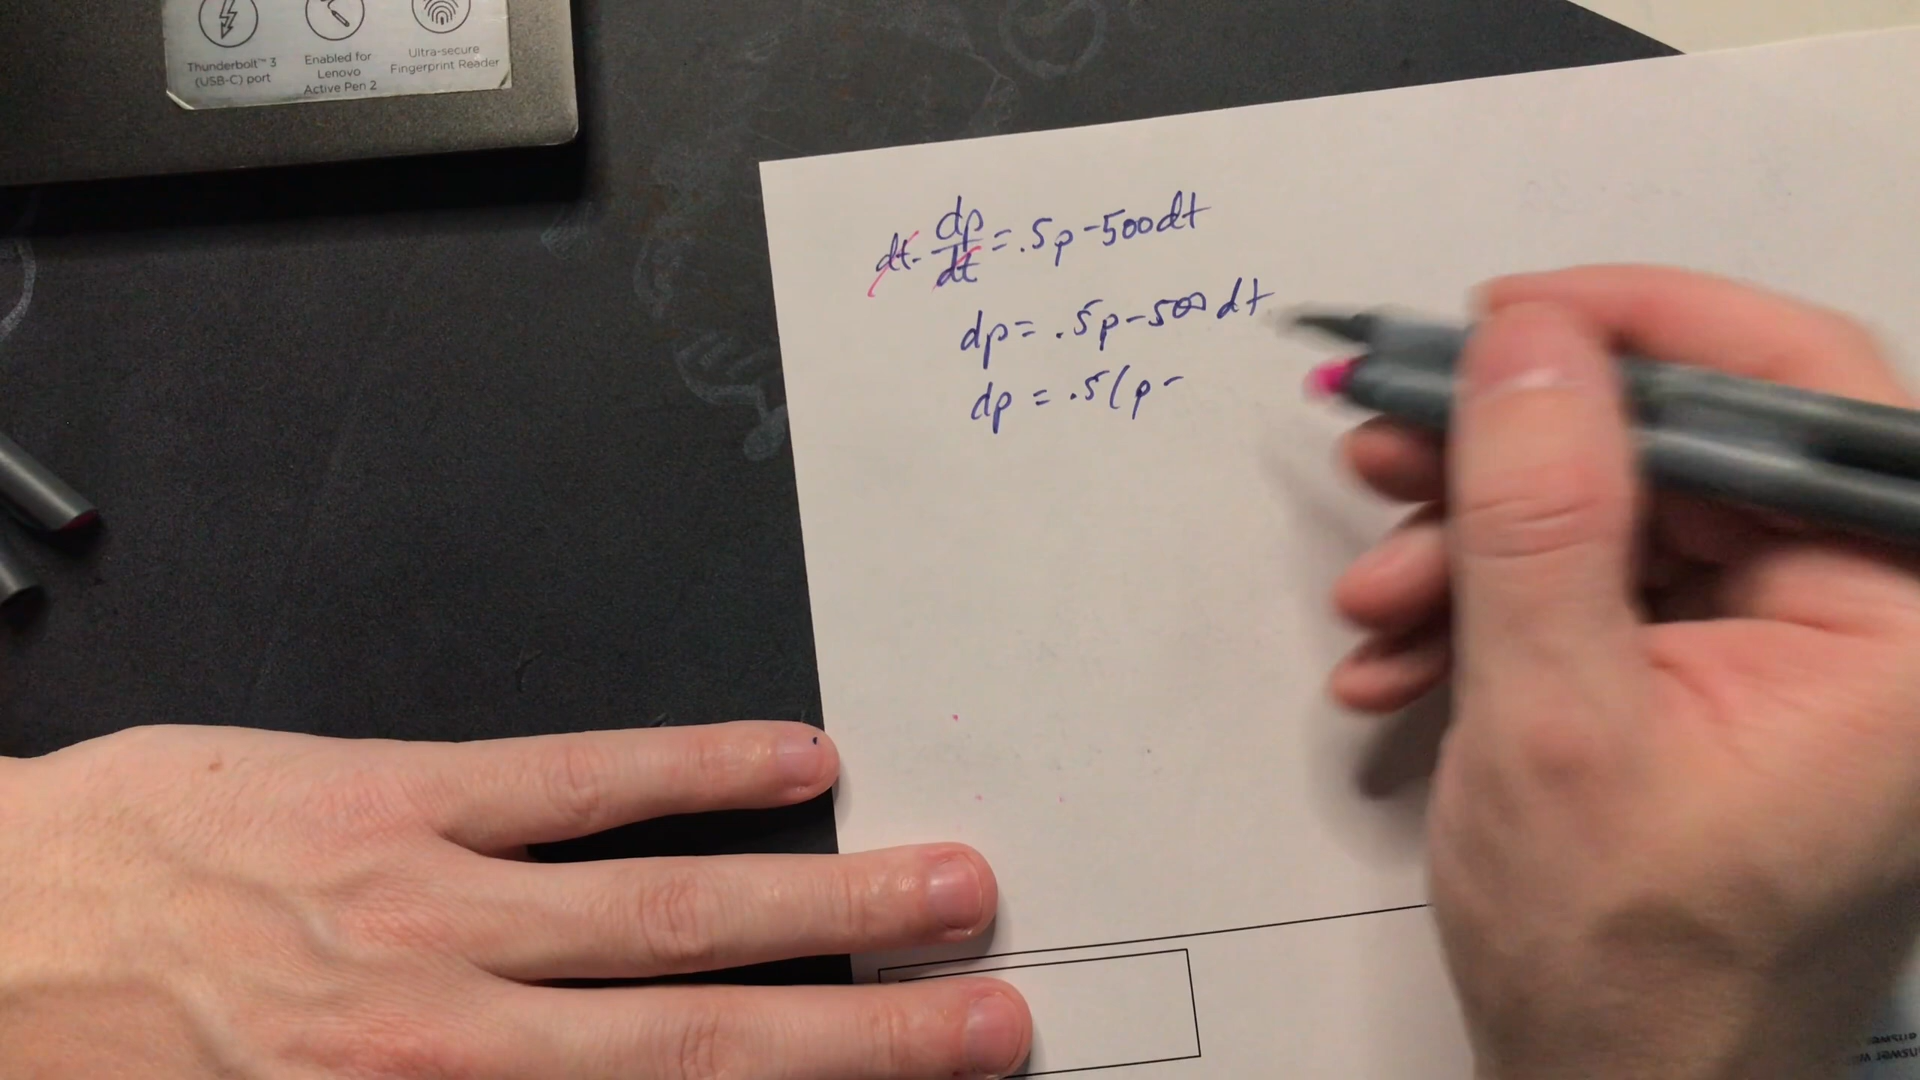 Thunderbolt™ 3
(USB-C) port
Enabled for
Lenovo
Active Pen 2
Ultra-secure
Fingerprint Reader
dt · dp/dt = .5p - 500dt
dp = .5p - 500 dt
dp = .5(p -